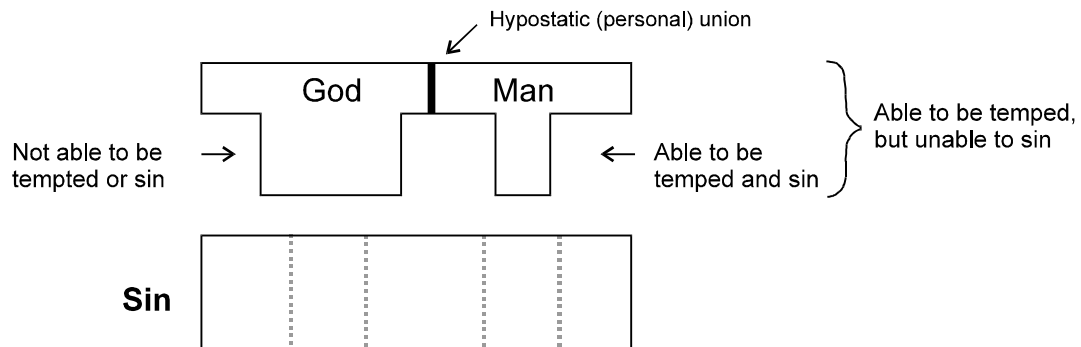 Hypostatic (personal) union
God
Man
Able to be temped,
but unable to sin
Not able to be
tempted or sin
Able to be
temped and sin
Sin